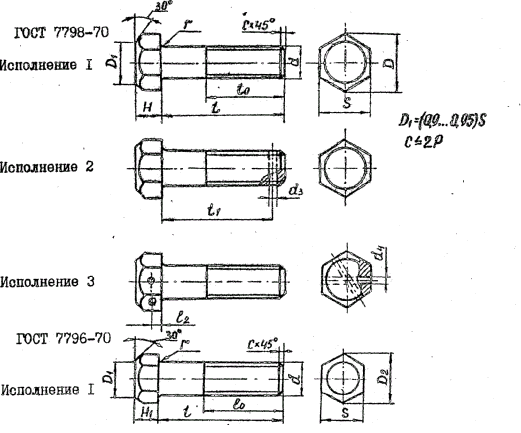 30°
r
c×45°
ГОСТ 7798-70
Исполнение I
D₁
d
D
l₀
H
l
S
D₁=(0,9...0,95)S
C≤2P
Исполнение 2
d₃
l₁
d₄
Исполнение 3
l₂
ГОСТ 7796-70
30°
r
c×45°
Исполнение I
D₁
d
D₂
l₀
H₁
l
S